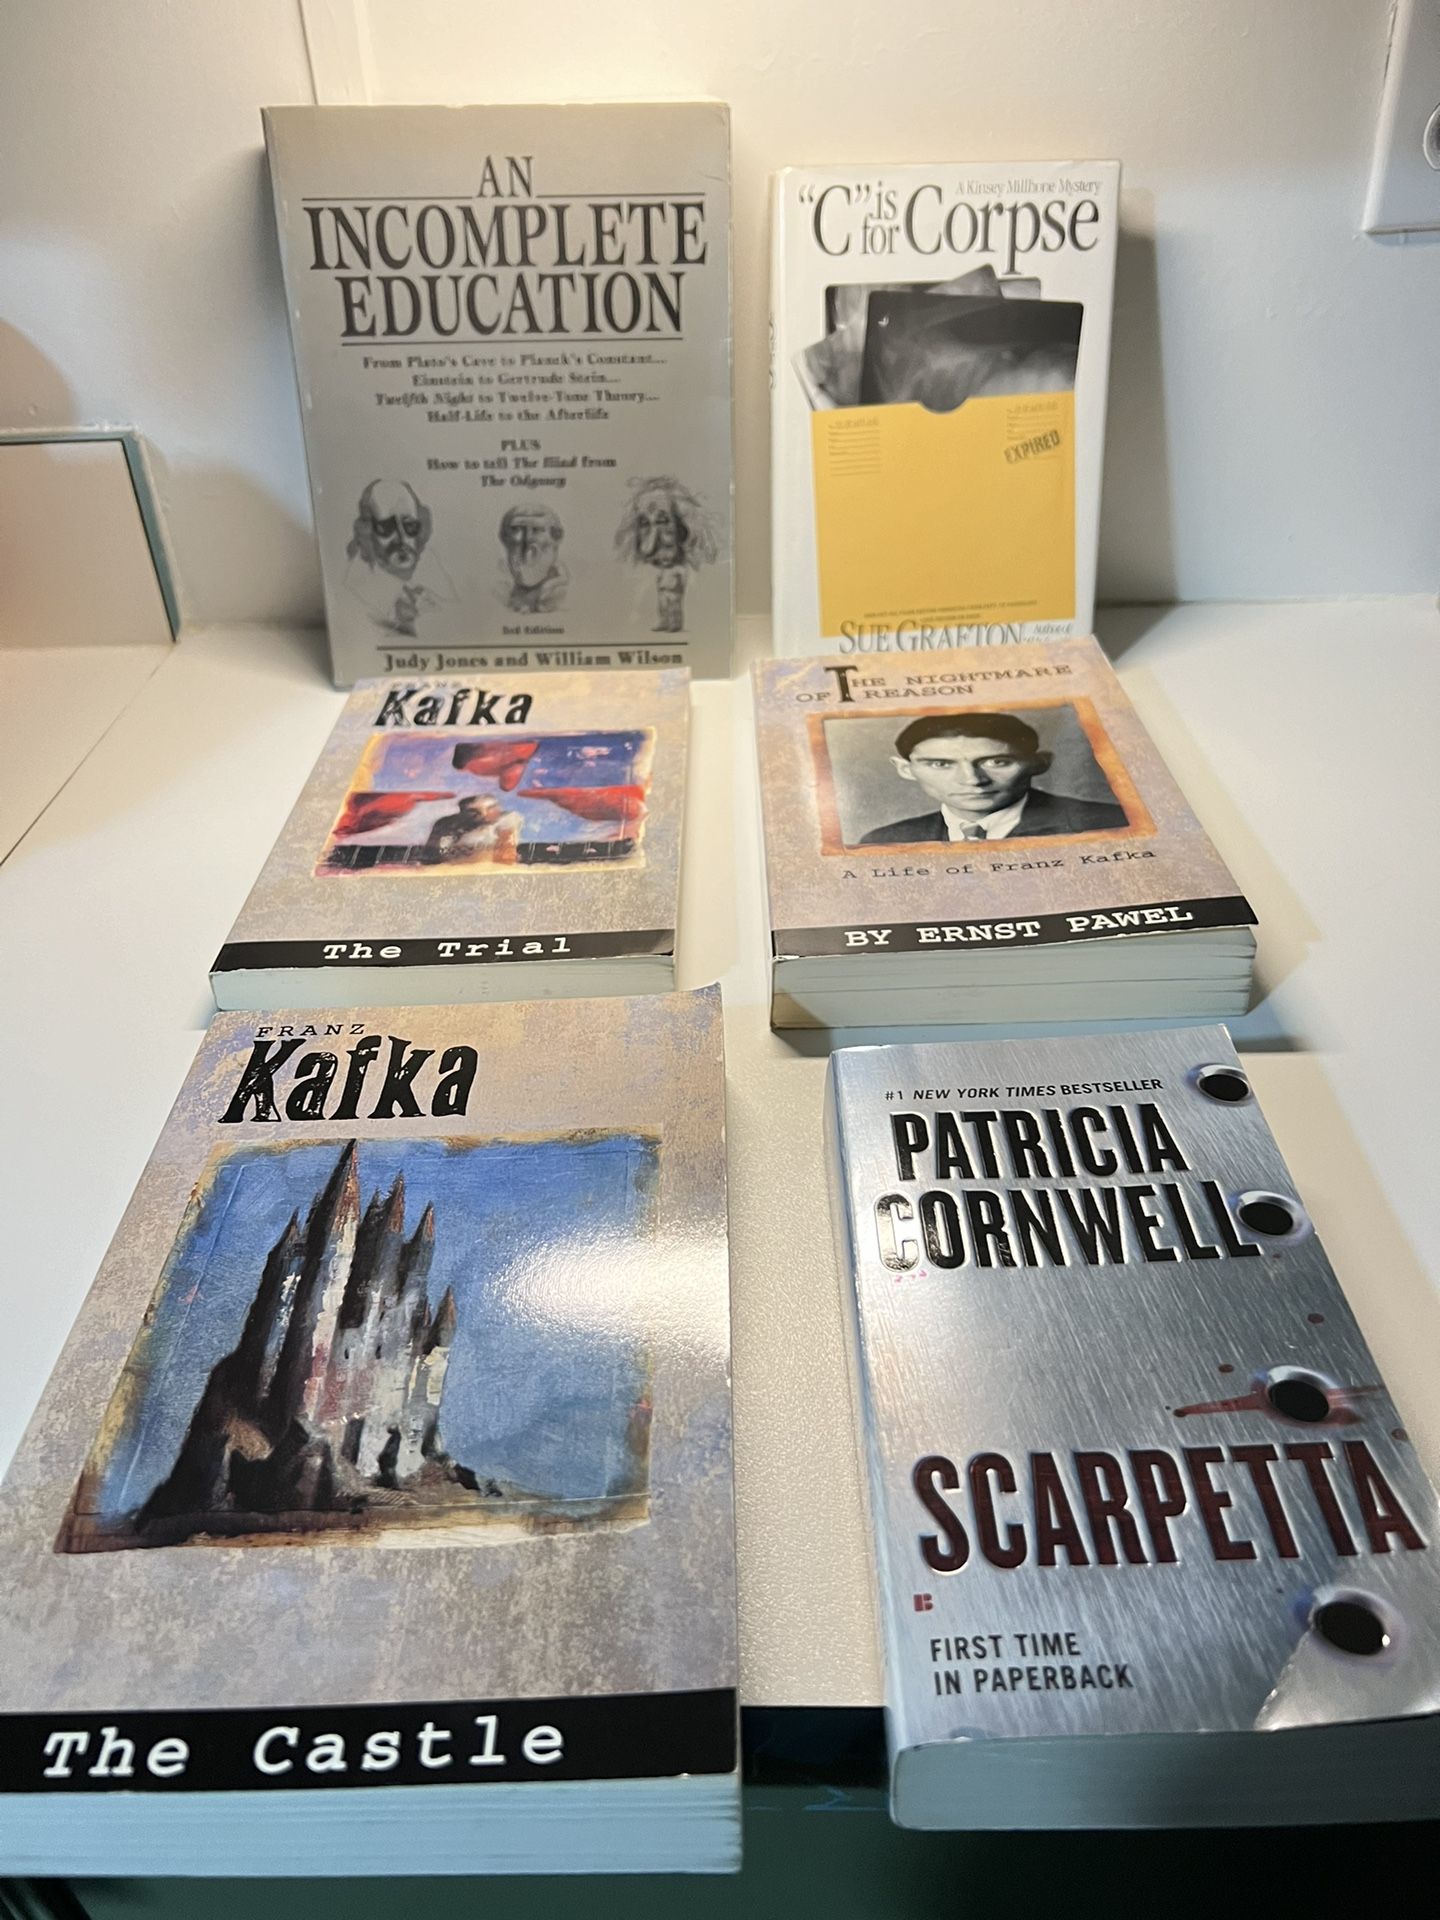 AN
INCOMPLETE
EDUCATION
From Plato's Cave to Planck's Constant...
Einstein to Gertrude Stein...
Twelfth Night to Twelve-Tone Theory...
Half-Life to the Afterlife
PLUS
How to tell The Iliad from
The Odyssey
3rd Edition
Judy Jones and William Wilson
A Kinsey Millhone Mystery
"C" is for Corpse
EXPIRED
SUE GRAFTON
Author of
FRANZ
Kafka
The Trial
THE NIGHTMARE
OF REASON
A Life of Franz Kafka
BY ERNST PAWEL
FRANZ
Kafka
The Castle
#1 NEW YORK TIMES BESTSELLER
PATRICIA
CORNWELL
SCARPETTA
B
FIRST TIME
IN PAPERBACK